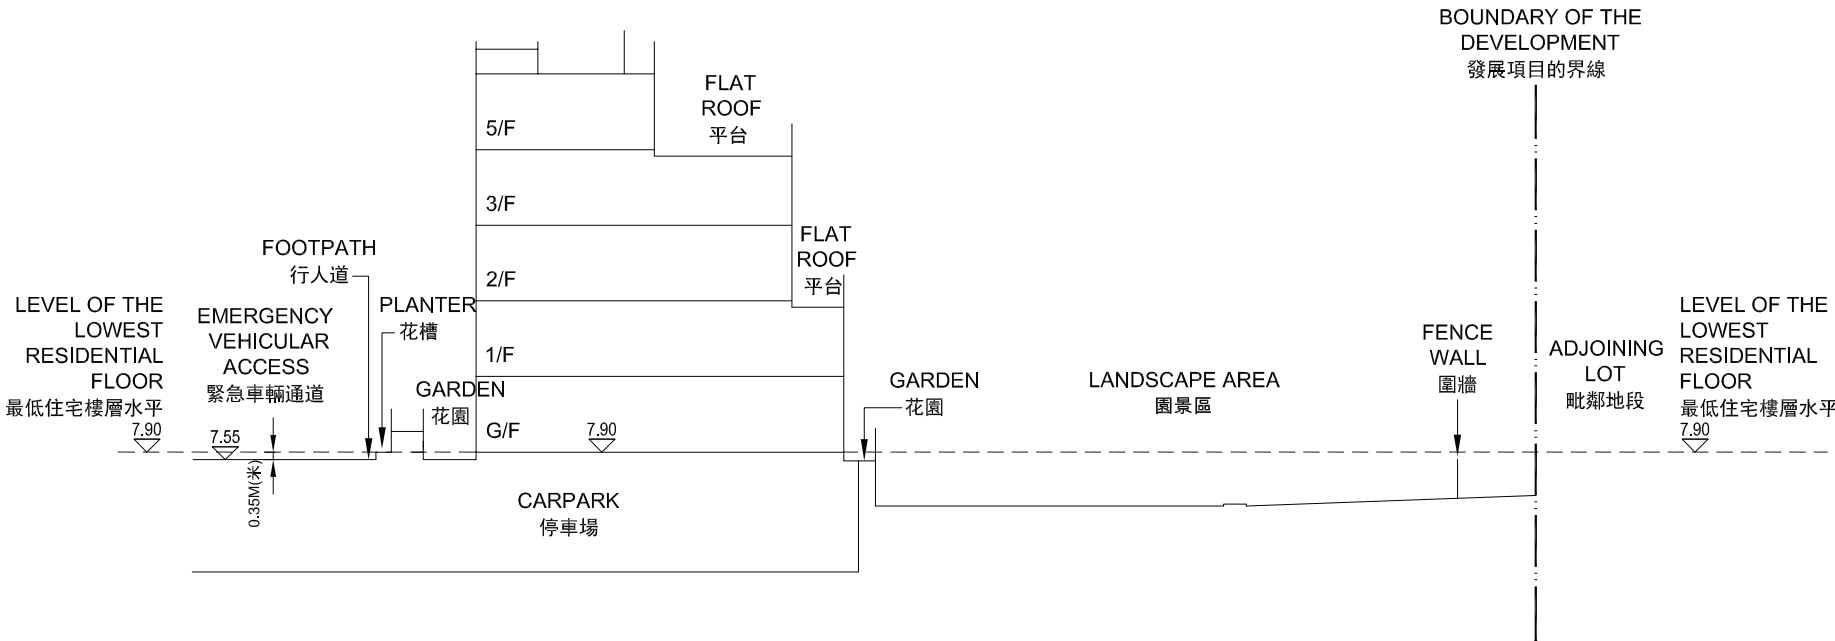 BOUNDARY OF THE
DEVELOPMENT
發展項目的界線
FLAT
ROOF
平台
5/F
3/F
FLAT
ROOF
平台
FOOTPATH
行人道
2/F
LEVEL OF THE
LOWEST
RESIDENTIAL
FLOOR
最低住宅樓層水平
7.90
EMERGENCY
VEHICULAR
ACCESS
緊急車輛通道
7.55
0.35M(米)
PLANTER
花槽
GARDEN
花園
1/F
G/F
7.90
CARPARK
停車場
GARDEN
花園
LANDSCAPE AREA
園景區
FENCE
WALL
圍牆
ADJOINING
LOT
毗鄰地段
LEVEL OF THE
LOWEST
RESIDENTIAL
FLOOR
最低住宅樓層水平
7.90